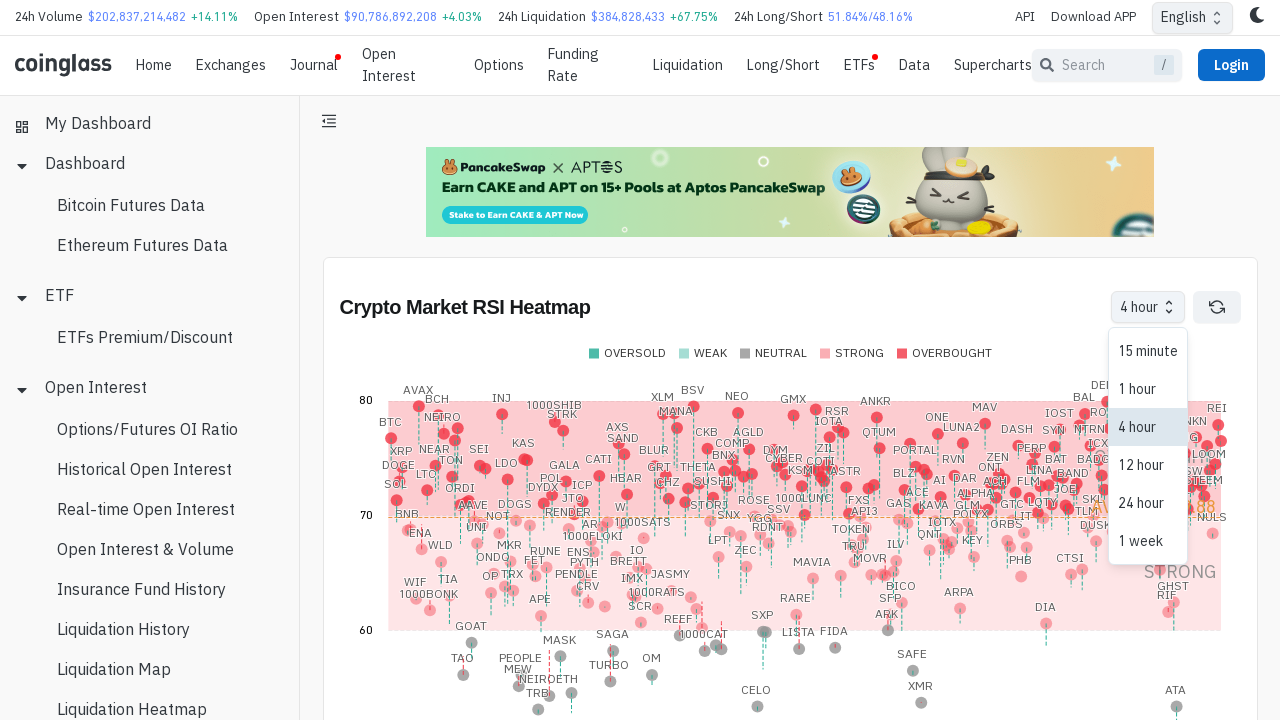 24h Volume $202,837,214,482 +14.11% Open Interest $90,786,892,208 +4.03% 24h Liquidation $384,828,433 +67.75% 24h Long/Short 51.84%/48.16% API Download APP English
coinglass Home Exchanges Journal Open Interest Options Funding Rate Liquidation Long/Short ETFs Data Supercharts Search / Login
My Dashboard
Dashboard
Bitcoin Futures Data
Ethereum Futures Data
ETF
ETFs Premium/Discount
Open Interest
Options/Futures OI Ratio
Historical Open Interest
Real-time Open Interest
Open Interest & Volume
Insurance Fund History
Liquidation History
Liquidation Map
Liquidation Heatmap
PancakeSwap X APTOS
Earn CAKE and APT on 15+ Pools at Aptos PancakeSwap
Stake to Earn CAKE & APT Now
Crypto Market RSI Heatmap
4 hour
15 minute
1 hour
4 hour
12 hour
24 hour
1 week
OVERSOLD WEAK NEUTRAL STRONG OVERBOUGHT
80
70
60
AVAX BCH INJ 1000SHIB XLM BSV NEO GMX ANKR MAV BAL REI
BTC NEIRO STRK MANA RSR IOTA ONE LUNA2 DASH IOST
XRP NEAR SEI KAS AXS SAND CKB AGLD COMP QTUM SYN
DOGE LTO TON LDO GALA CATI BLUR GRT THETA BNX DYM CYBER ZIL COTI PORTAL RVN ZEN FERP BAT LOOM
SOL ORDI POL DYDX ICP HBAR CHZ SUSHI KSM ASTR BLZ AI DAR ONT LINA BAND
BNB AAVE JTO RENDER STORJ ROSE SSV FXS API3 ACE GAS KAVA ALPHA ACH FLM GTC LQTY JOE NULS
ENA UNI NOT 1000SATS SNX RDNT TOKEN IOTX POLYX ORBS LIT
WLD MKR 1000FLOKI LPT QNT KEY
ONDO RUNE ENS IO ZEC TRU ILV
WIF TIA OP TRX FET PYTH BRETT JASMY MAVIA MOVR PHB CTSI STRONG
1000BONK PENDLE IMX 1000RATS BICO GHST
APE CRV SCR RARE SFP ARPA RIF
GOAT SAGA REEF SXP ARK DIA
MASK 1000CAT LISTA FIDA
TAO PEOPLE TURBO OM SAFE
MEW NEIROETH CELO XMR ATA
TRB